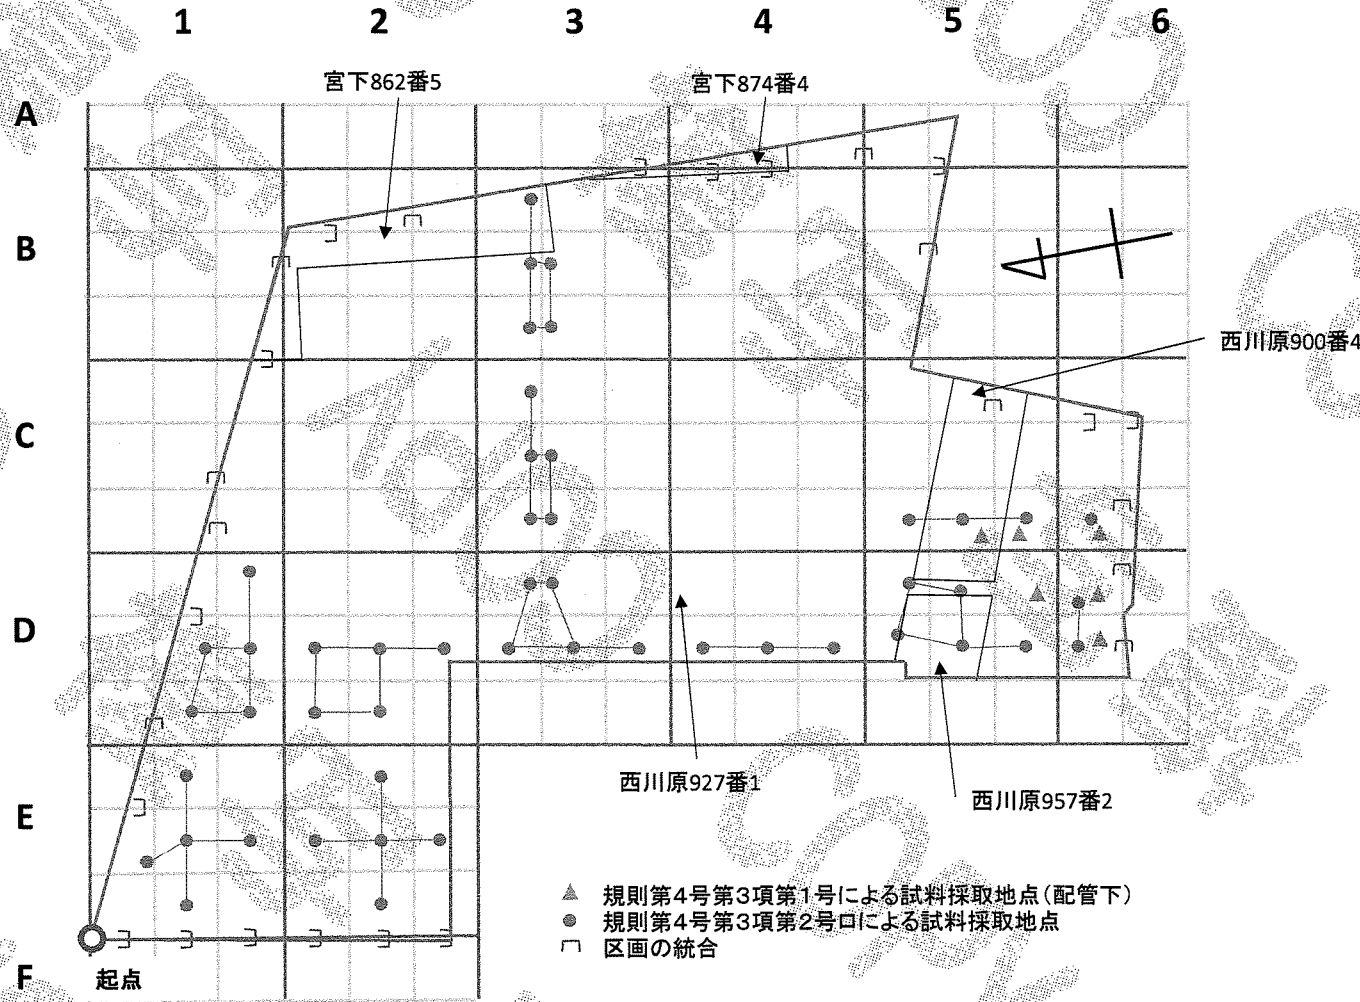 1 2 3 4 5 6
宮下862番5
宮下874番4
A
B
西川原900番4
C
D
西川原927番1
西川原957番2
E
▲ 規則第4号第3項第1号による試料採取地点(配管下)
● 規則第4号第3項第2号ロによる試料採取地点
区画の統合
F
起点